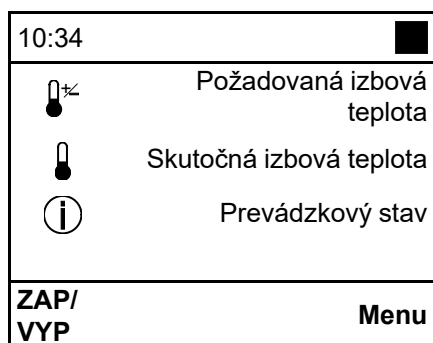 10:34
Požadovaná izbová
teplota
Skutočná izbová teplota
Prevádzkový stav
ZAP/
VYP
Menu